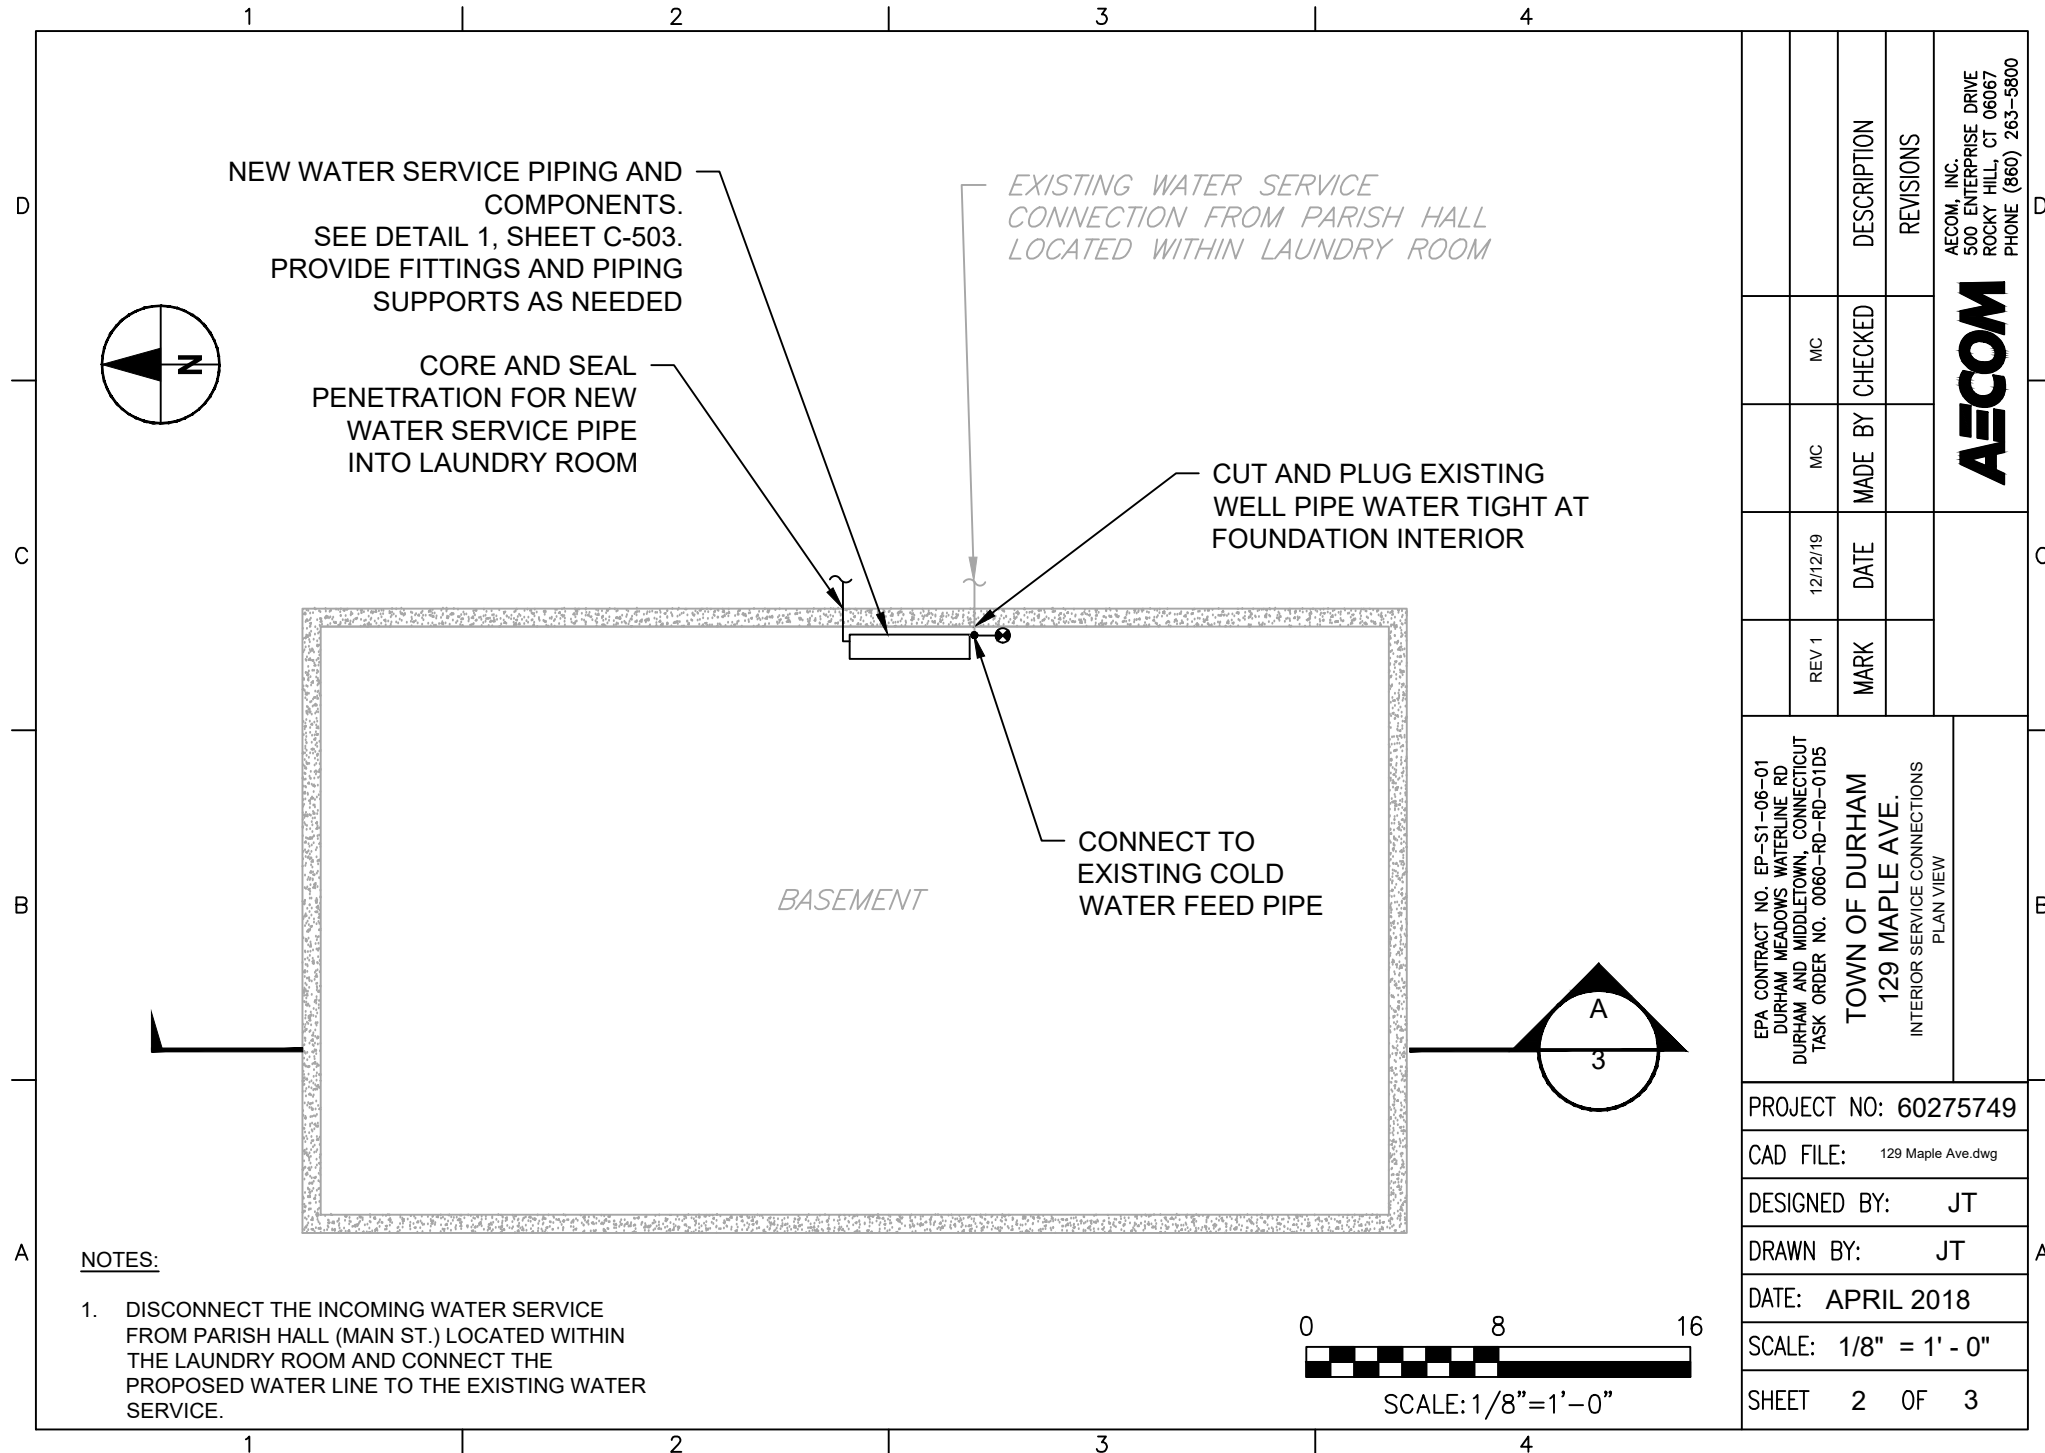 1 2 3 4
D
C
B
A
D
C
B
A
NEW WATER SERVICE PIPING AND
COMPONENTS.
SEE DETAIL 1, SHEET C-503.
PROVIDE FITTINGS AND PIPING
SUPPORTS AS NEEDED
EXISTING WATER SERVICE
CONNECTION FROM PARISH HALL
LOCATED WITHIN LAUNDRY ROOM
N
CORE AND SEAL
PENETRATION FOR NEW
WATER SERVICE PIPE
INTO LAUNDRY ROOM
CUT AND PLUG EXISTING
WELL PIPE WATER TIGHT AT
FOUNDATION INTERIOR
CONNECT TO
EXISTING COLD
WATER FEED PIPE
BASEMENT
A
3
NOTES:
1. DISCONNECT THE INCOMING WATER SERVICE
FROM PARISH HALL (MAIN ST.) LOCATED WITHIN
THE LAUNDRY ROOM AND CONNECT THE
PROPOSED WATER LINE TO THE EXISTING WATER
SERVICE.
0 8 16
SCALE:1/8"=1'-0"
1 2 3 4
REV 1 12/12/19 MC MC
MARK DATE MADE BY CHECKED DESCRIPTION
REVISIONS
AECOM
AECOM, INC.
500 ENTERPRISE DRIVE
ROCKY HILL, CT 06067
PHONE (860) 263-5800
EPA CONTRACT NO. EP-S1-06-01
DURHAM MEADOWS WATERLINE RD
DURHAM AND MIDDLETOWN, CONNECTICUT
TASK ORDER NO. 0060-RD-RD-01D5
TOWN OF DURHAM
129 MAPLE AVE.
INTERIOR SERVICE CONNECTIONS
PLAN VIEW
PROJECT NO: 60275749
CAD FILE: 129 Maple Ave.dwg
DESIGNED BY: JT
DRAWN BY: JT
DATE: APRIL 2018
SCALE: 1/8" = 1' - 0"
SHEET 2 OF 3